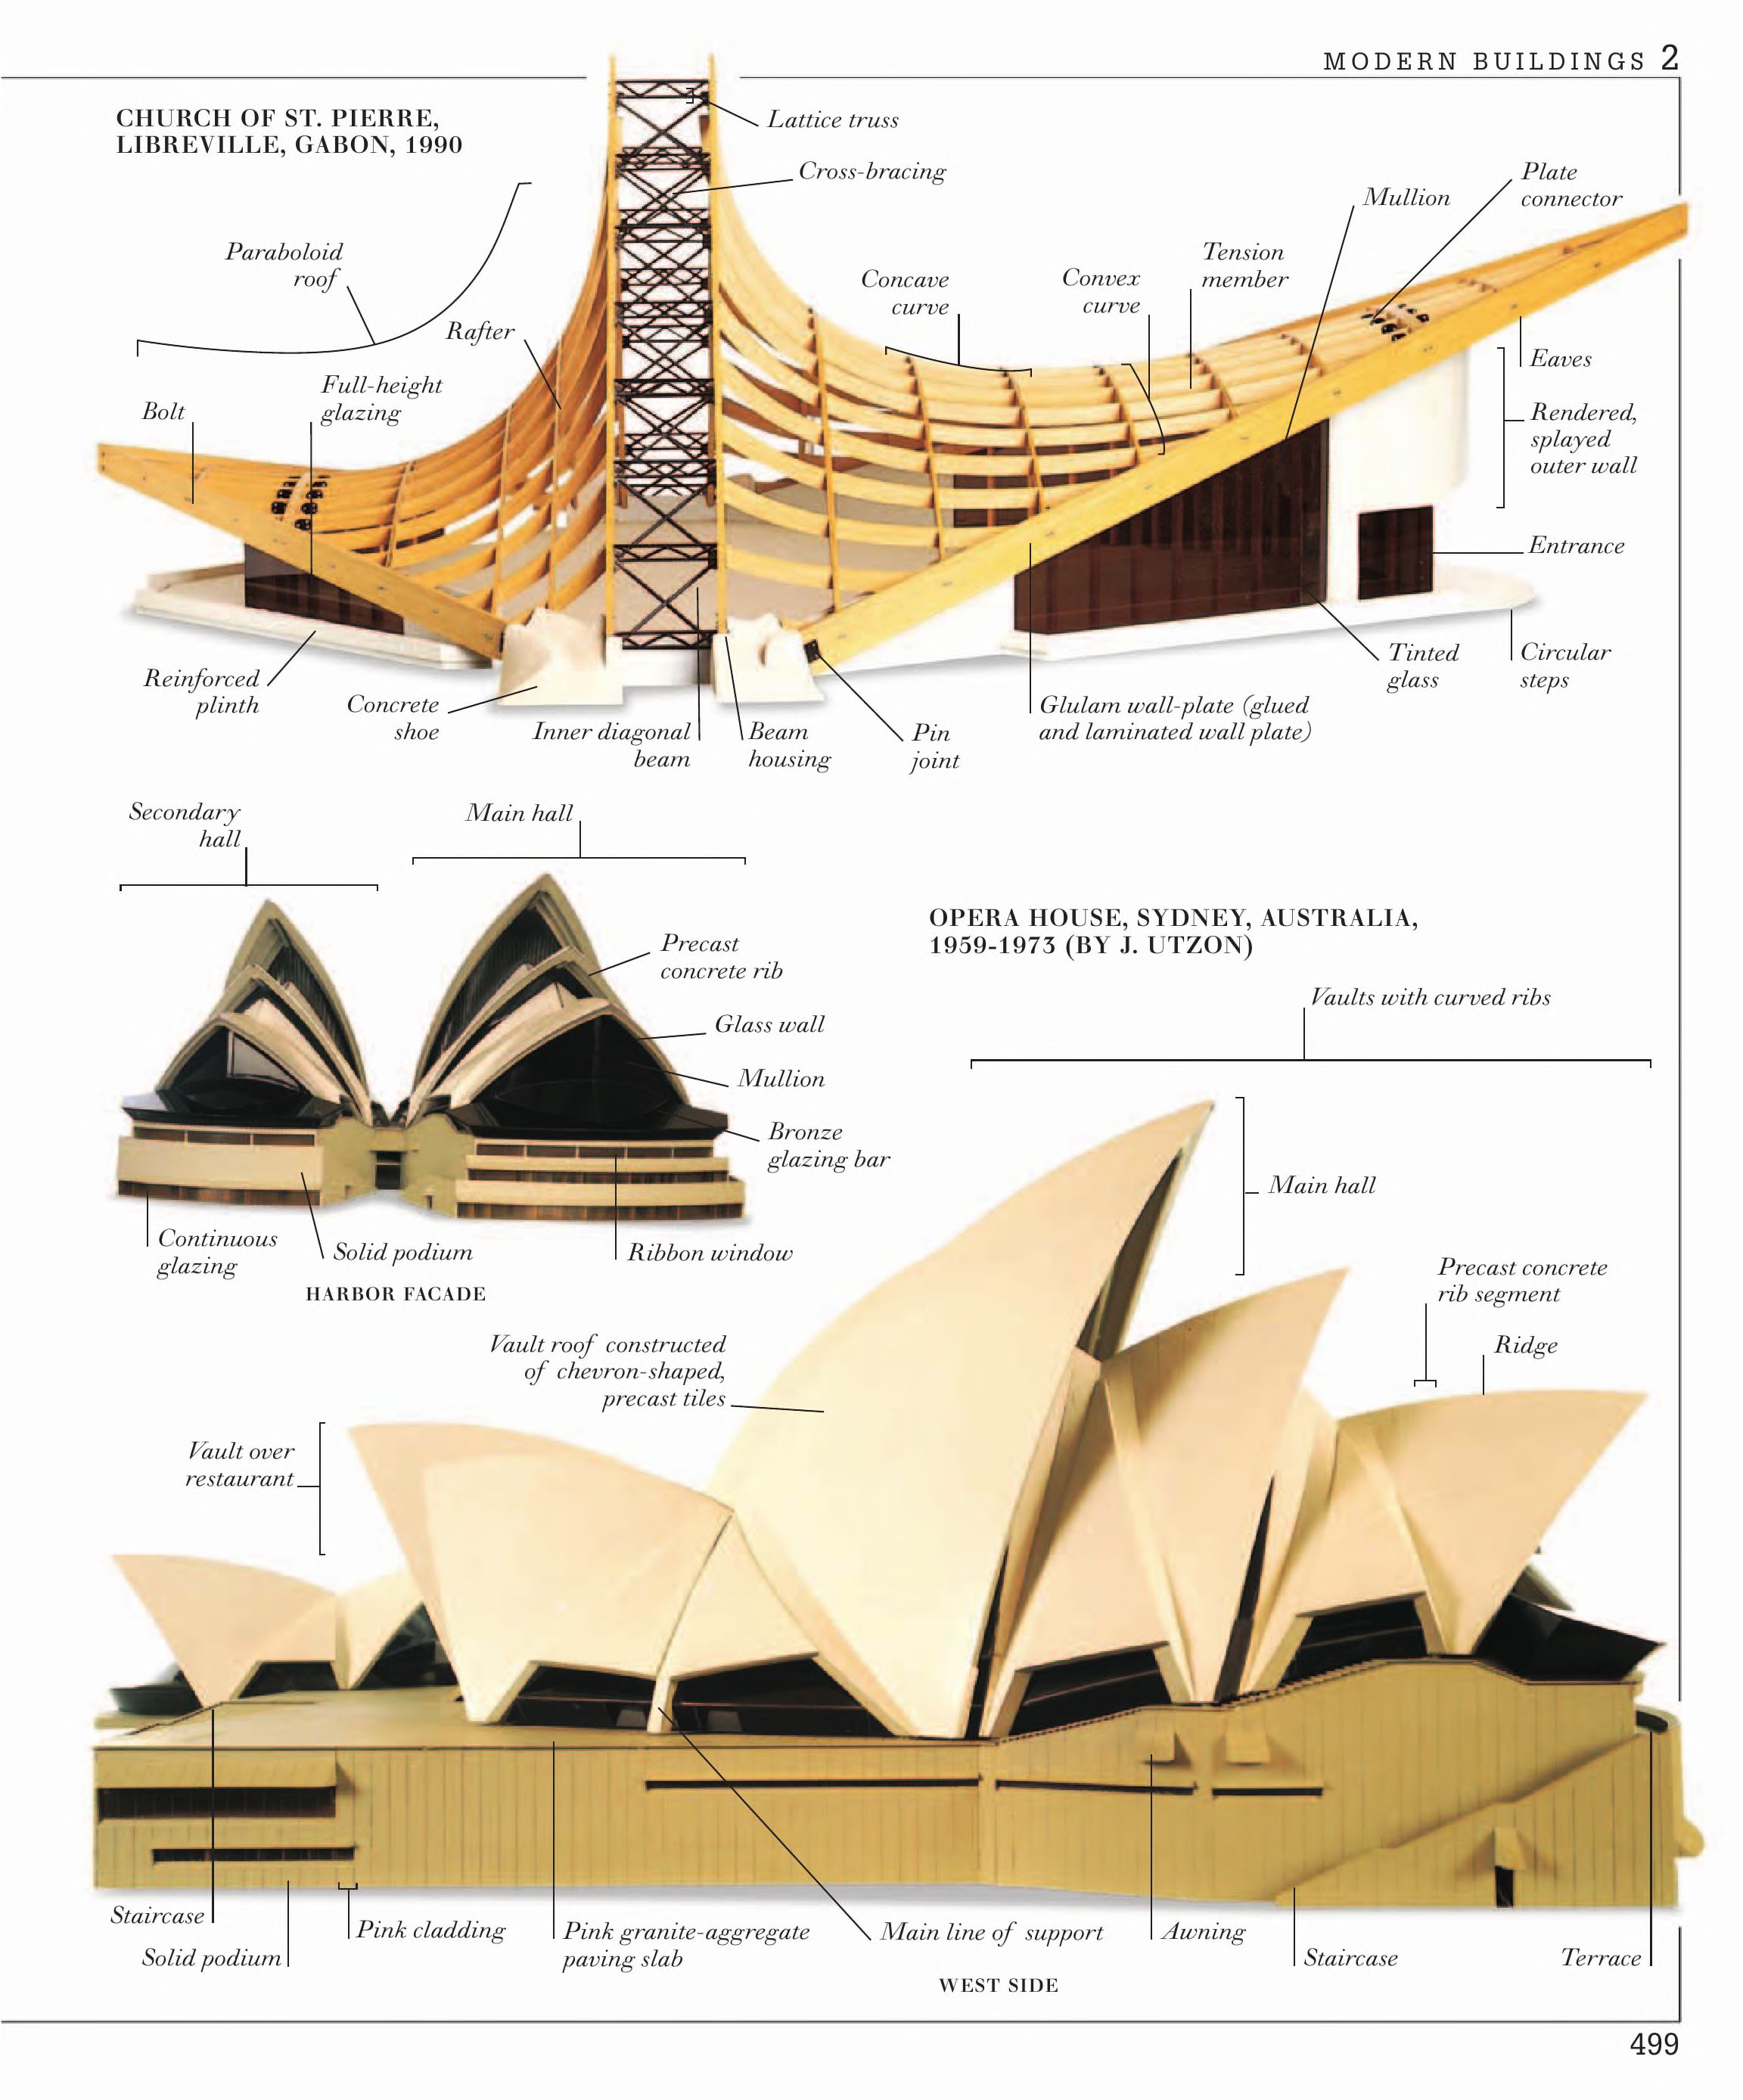 MODERN BUILDINGS 2
CHURCH OF ST. PIERRE,
LIBREVILLE, GABON, 1990
Lattice truss
Cross-bracing
Plate
connector
Mullion
Paraboloid
roof
Tension
member
Concave
curve
Convex
curve
Rafter
Eaves
Full-height
glazing
Bolt
Rendered,
splayed
outer wall
Entrance
Reinforced
plinth
Concrete
shoe
Inner diagonal
beam
Beam
housing
Pin
joint
Glulam wall-plate (glued
and laminated wall plate)
Tinted
glass
Circular
steps
Secondary
hall
Main hall
Precast
concrete rib
Glass wall
Mullion
Bronze
glazing bar
Continuous
glazing
Solid podium
Ribbon window
HARBOR FACADE
OPERA HOUSE, SYDNEY, AUSTRALIA,
1959-1973 (BY J. UTZON)
Vaults with curved ribs
Main hall
Precast concrete
rib segment
Ridge
Vault roof constructed
of chevron-shaped,
precast tiles
Vault over
restaurant
Staircase
Solid podium
Pink cladding
Pink granite-aggregate
paving slab
Main line of support
Awning
Staircase
Terrace
WEST SIDE
499